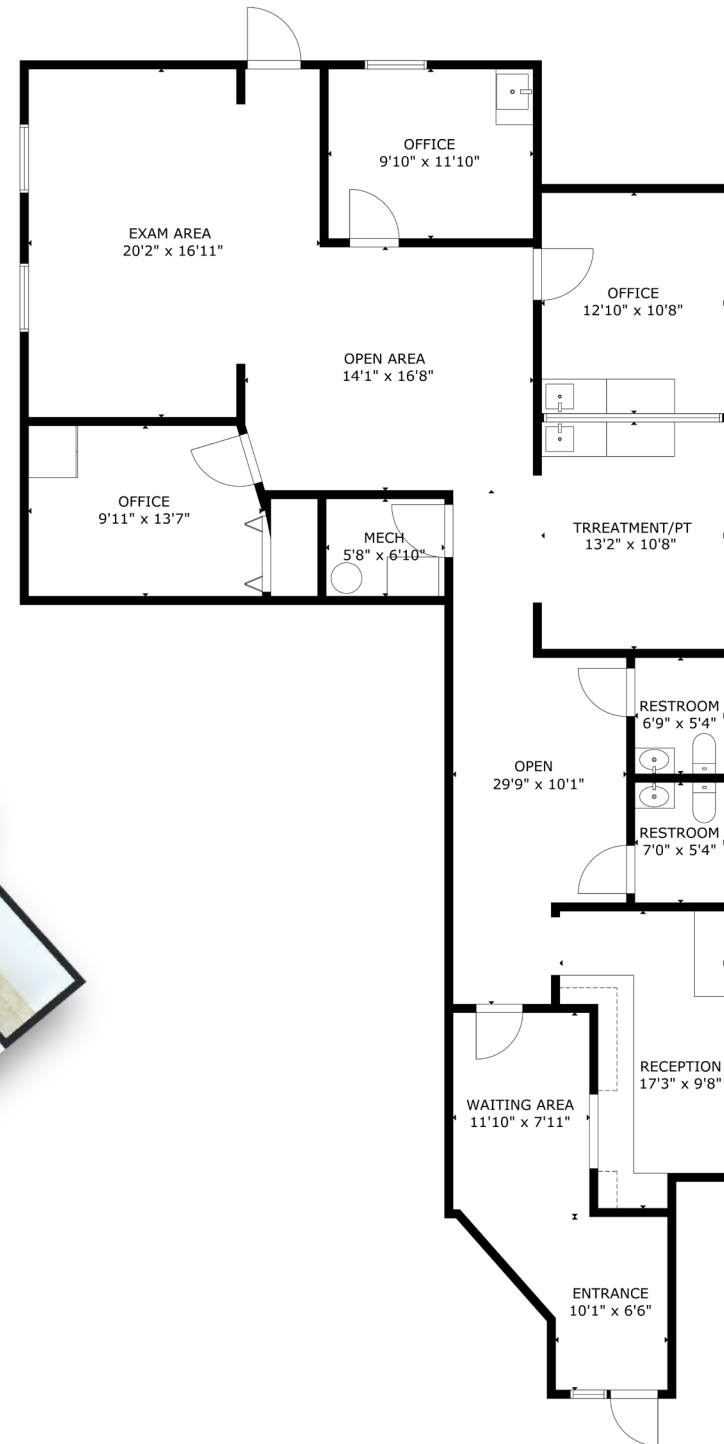 OFFICE
9'10" x 11'10"
EXAM AREA
20'2" x 16'11"
OFFICE
12'10" x 10'8"
OPEN AREA
14'1" x 16'8"
OFFICE
9'11" x 13'7"
MECH
5'8" x 6'10"
TRREATMENT/PT
13'2" x 10'8"
RESTROOM
6'9" x 5'4"
OPEN
29'9" x 10'1"
RESTROOM
7'0" x 5'4"
RECEPTION
17'3" x 9'8"
WAITING AREA
11'10" x 7'11"
ENTRANCE
10'1" x 6'6"